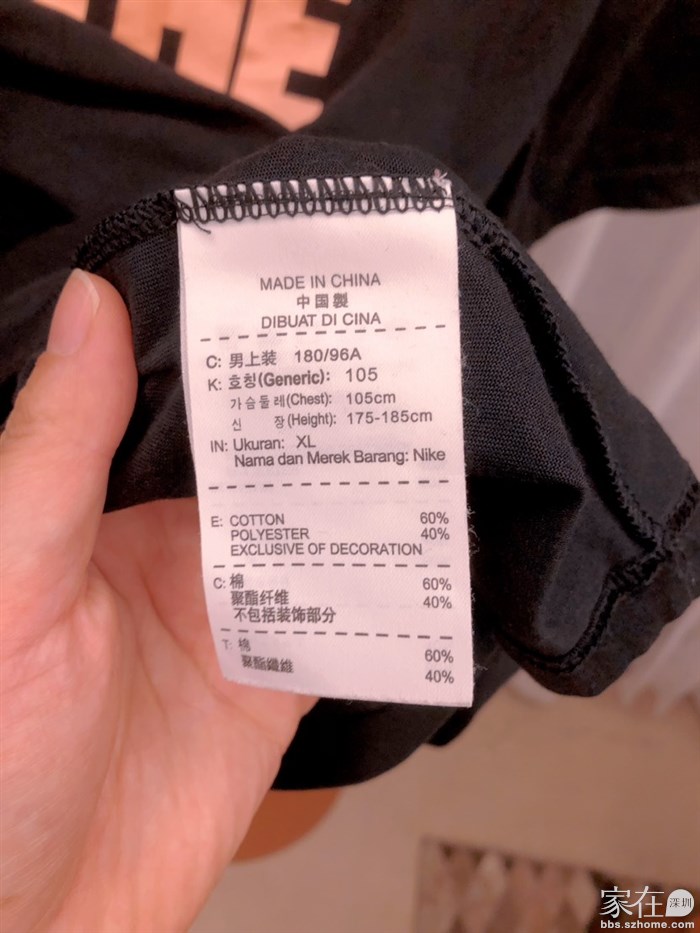 THE
MADE IN CHINA
中国製
DIBUAT DI CINA
C: 男上装 180/96A
K: 호칭(Generic): 105
가슴둘레(Chest): 105cm
신 장(Height): 175-185cm
IN: Ukuran: XL
Nama dan Merek Barang: Nike
E: COTTON 60%
POLYESTER 40%
EXCLUSIVE OF DECORATION
C: 棉 60%
聚酯纤维 40%
不包括装饰部分
T: 棉 60%
聚酯纖維 40%
家在深圳
bbs.szhome.com